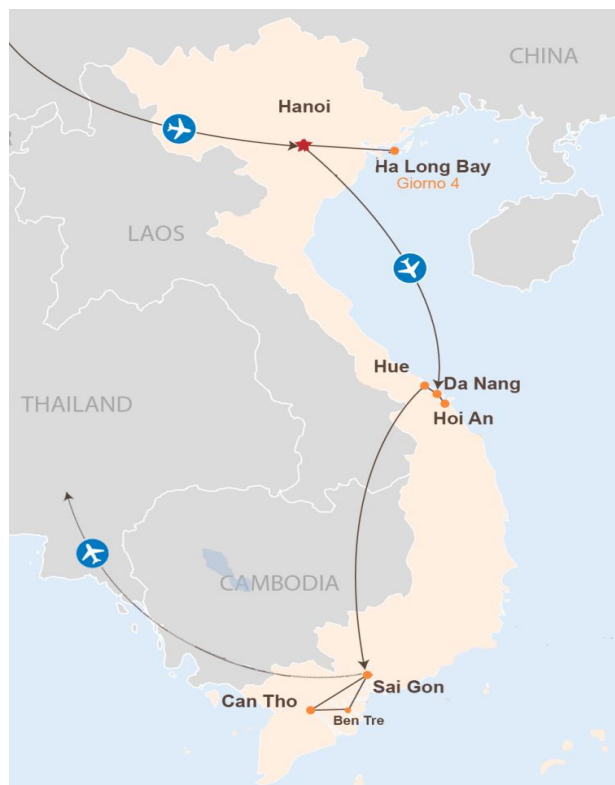 CHINA
Hanoi
Ha Long Bay
Giorno 4
LAOS
Hue
Da Nang
THAILAND
Hoi An
CAMBODIA
Sai Gon
Can Tho
Ben Tre